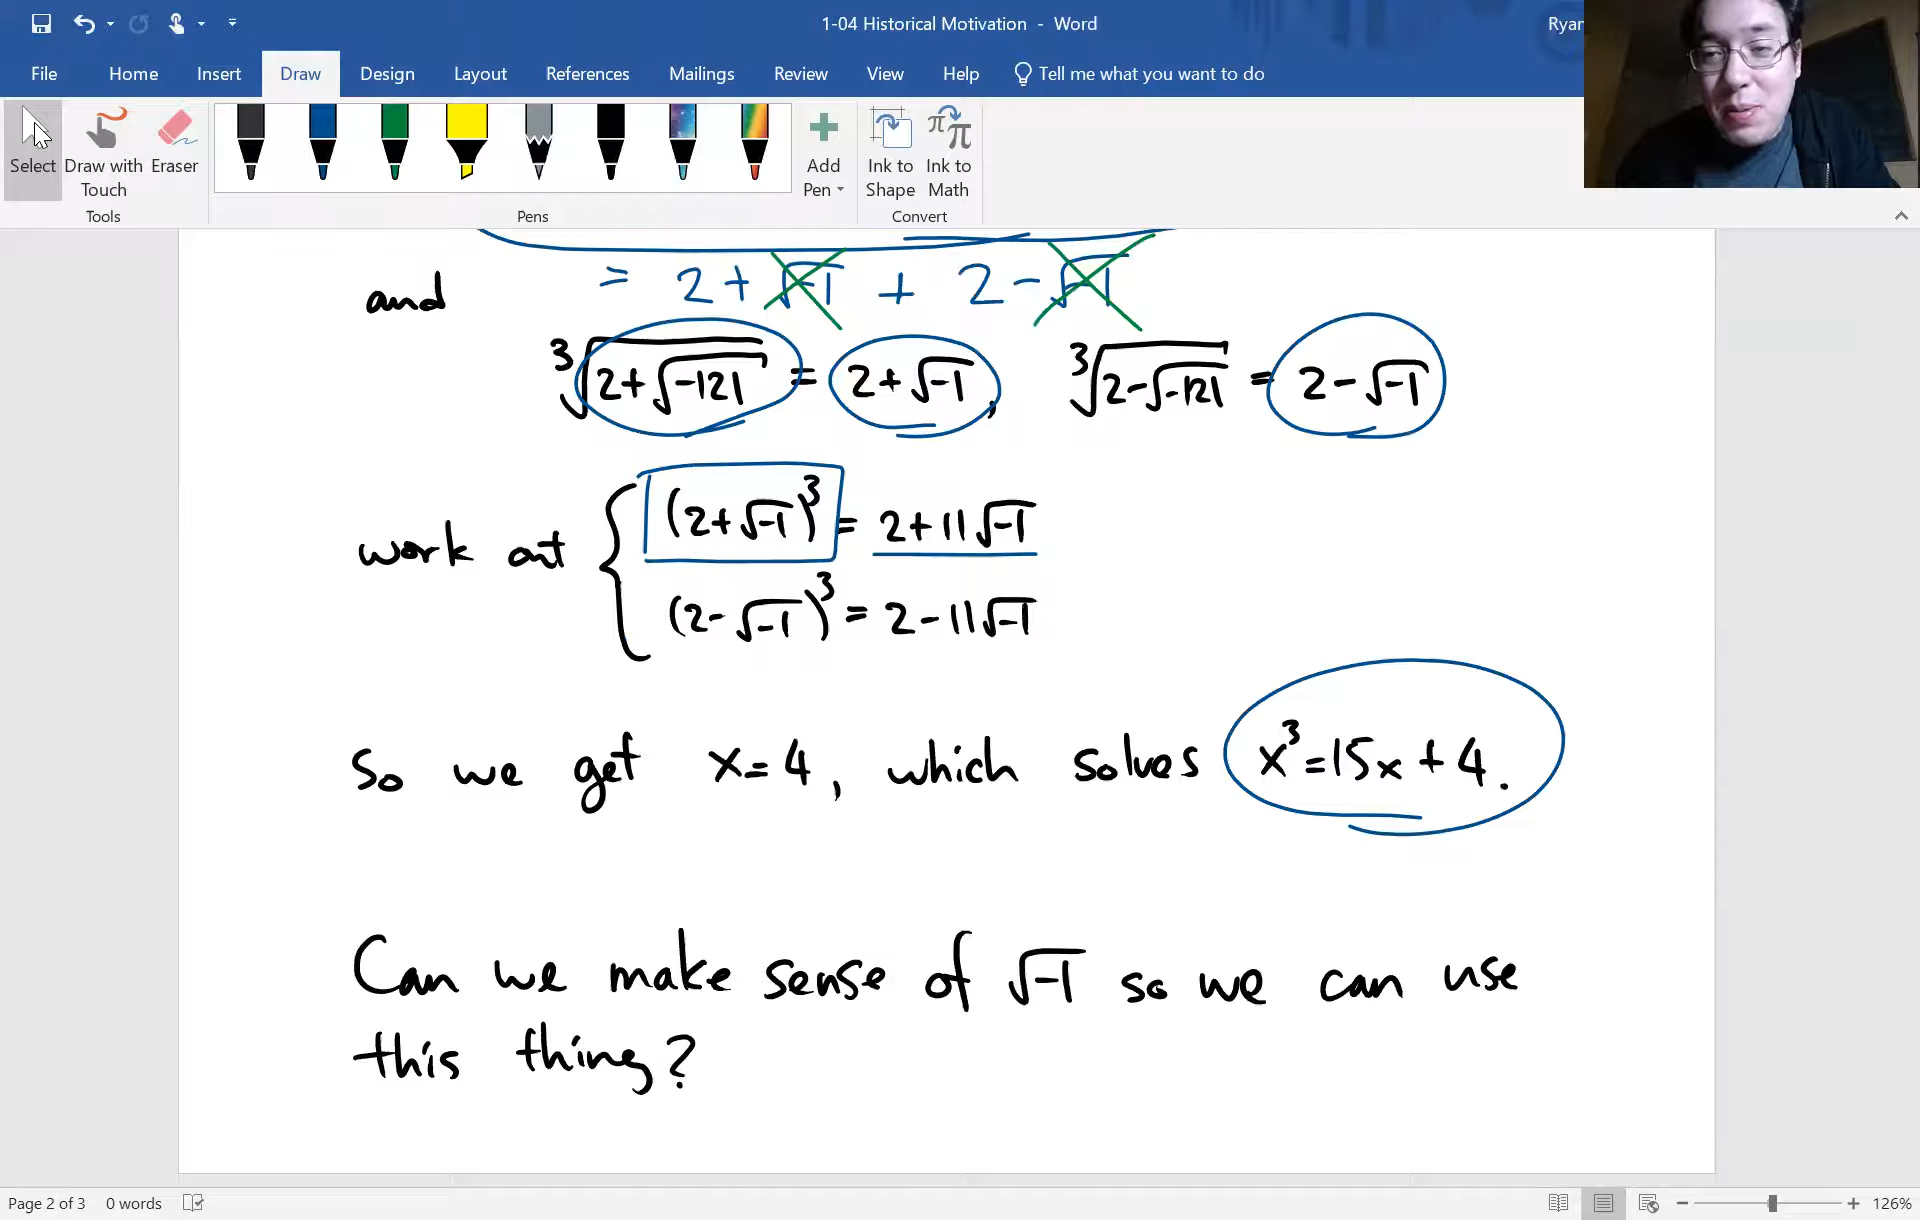 1-04 Historical Motivation - Word
Ryan
File Home Insert Draw Design Layout References Mailings Review View Help Tell me what you want to do
Select Draw with Touch Eraser Add Pen Ink to Shape Ink to Math
Tools Pens Convert
= 2 + √-1 + 2 - √-1
and
∛(2+√-121) = 2+√-1, ∛(2-√-121) = 2-√-1
(2+√-1)³ = 2+11√-1
work out
(2-√-1)³ = 2-11√-1
So we get x=4, which solves x³=15x+4.
Can we make sense of √-1 so we can use
this thing?
Page 2 of 3 0 words 126%